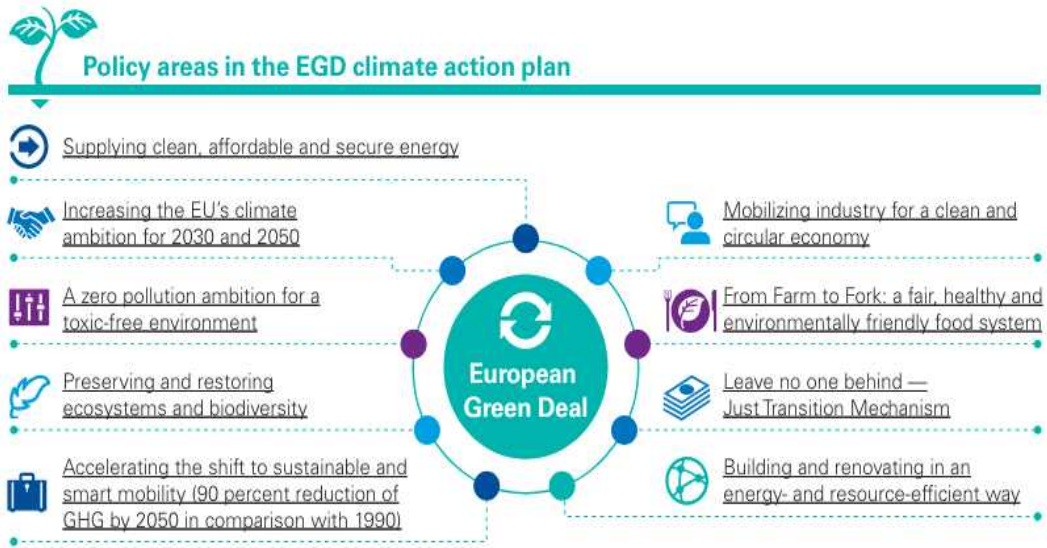 Policy areas in the EGD climate action plan
Supplying clean, affordable and secure energy
Increasing the EU's climate
ambition for 2030 and 2050
A zero pollution ambition for a
toxic-free environment
Preserving and restoring
ecosystems and biodiversity
Accelerating the shift to sustainable and
smart mobility (90 percent reduction of
GHG by 2050 in comparison with 1990)
European
Green Deal
Mobilizing industry for a clean and
circular economy
From Farm to Fork: a fair, healthy and
environmentally friendly food system
Leave no one behind —
Just Transition Mechanism
Building and renovating in an
energy- and resource-efficient way